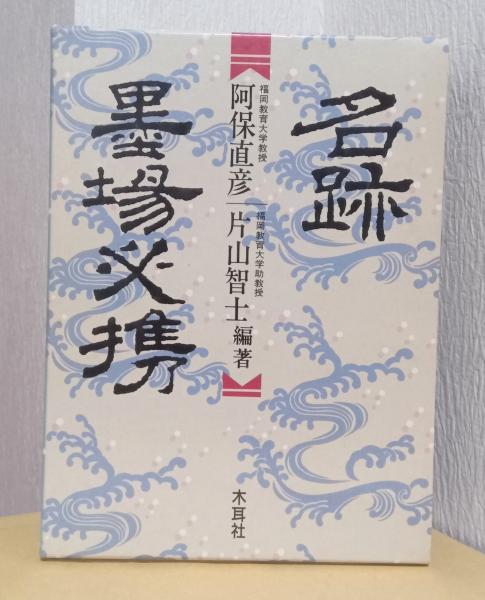 名跡
墨場必携
福岡教育大学教授
阿保直彦
福岡教育大学助教授
片山智士編著
木耳社